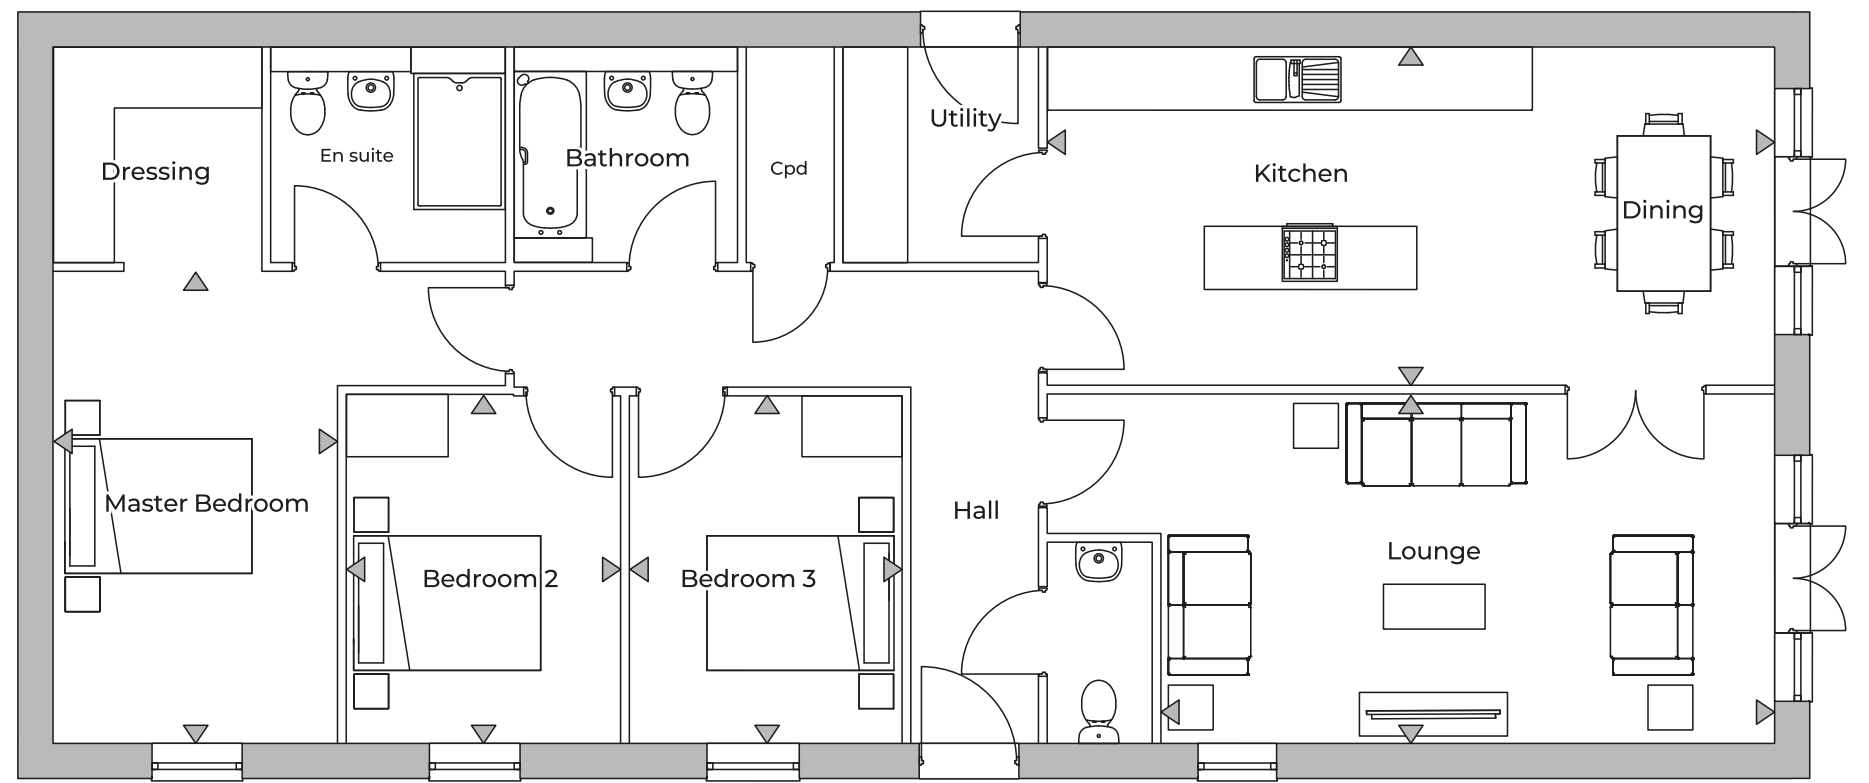 Utility
En suite
Bathroom
Cpd
Dressing
Kitchen
Dining
Master Bedroom
Hall
Lounge
Bedroom 2
Bedroom 3